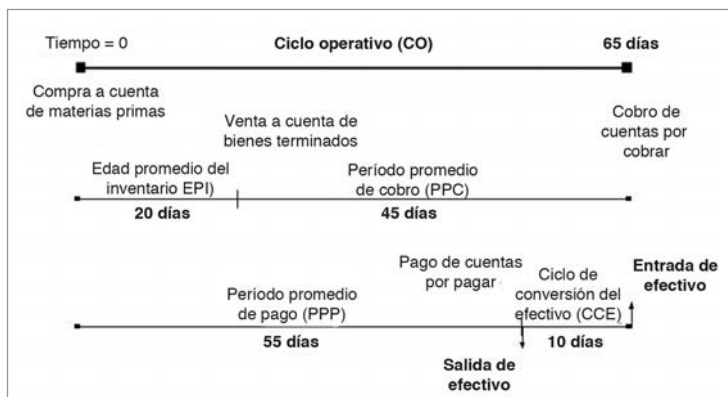 Tiempo = 0
Ciclo operativo (CO)
65 días
Compra a cuenta
de materias primas
Venta a cuenta de
bienes terminados
Cobro de
cuentas por
cobrar
Edad promedio del
inventario EPI)
20 días
Período promedio
de cobro (PPC)
45 días
Período promedio
de pago (PPP)
55 días
Pago de cuentas
por pagar
Salida de
efectivo
Ciclo de
conversión del
efectivo (CCE)
10 días
Entrada de
efectivo